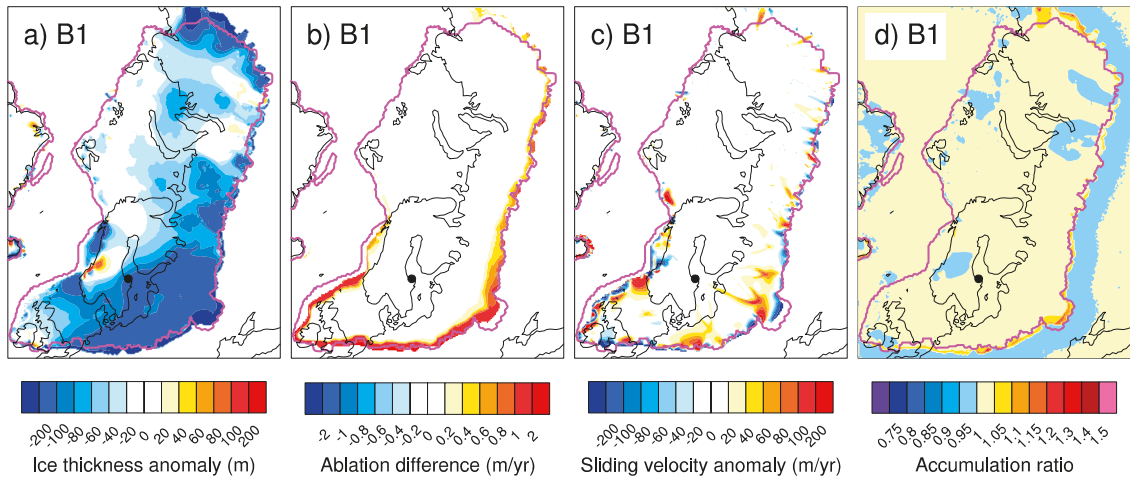 a) B1
b) B1
c) B1
d) B1
-200 -100 -80 -60 -40 -20 0 20 40 60 80 100 200
Ice thickness anomaly (m)
-2 -1 -0.8 -0.6 -0.4 -0.2 0 0.2 0.4 0.6 0.8 1 2
Ablation difference (m/yr)
-200 -100 -80 -60 -40 -20 0 20 40 60 80 100 200
Sliding velocity anomaly (m/yr)
0.75 0.8 0.85 0.9 0.95 1 1.05 1.1 1.15 1.2 1.3 1.4 1.5
Accumulation ratio